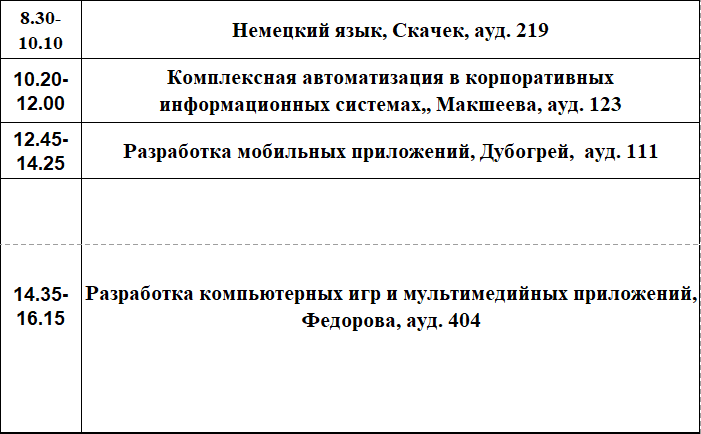 8.30-
10.10
Немецкий язык, Скачек, ауд. 219
10.20-
12.00
Комплексная автоматизация в корпоративных
информационных системах,, Макшеева, ауд. 123
12.45-
14.25
Разработка мобильных приложений, Дубогрей, ауд. 111
14.35-
16.15
Разработка компьютерных игр и мультимедийных приложений,
Федорова, ауд. 404